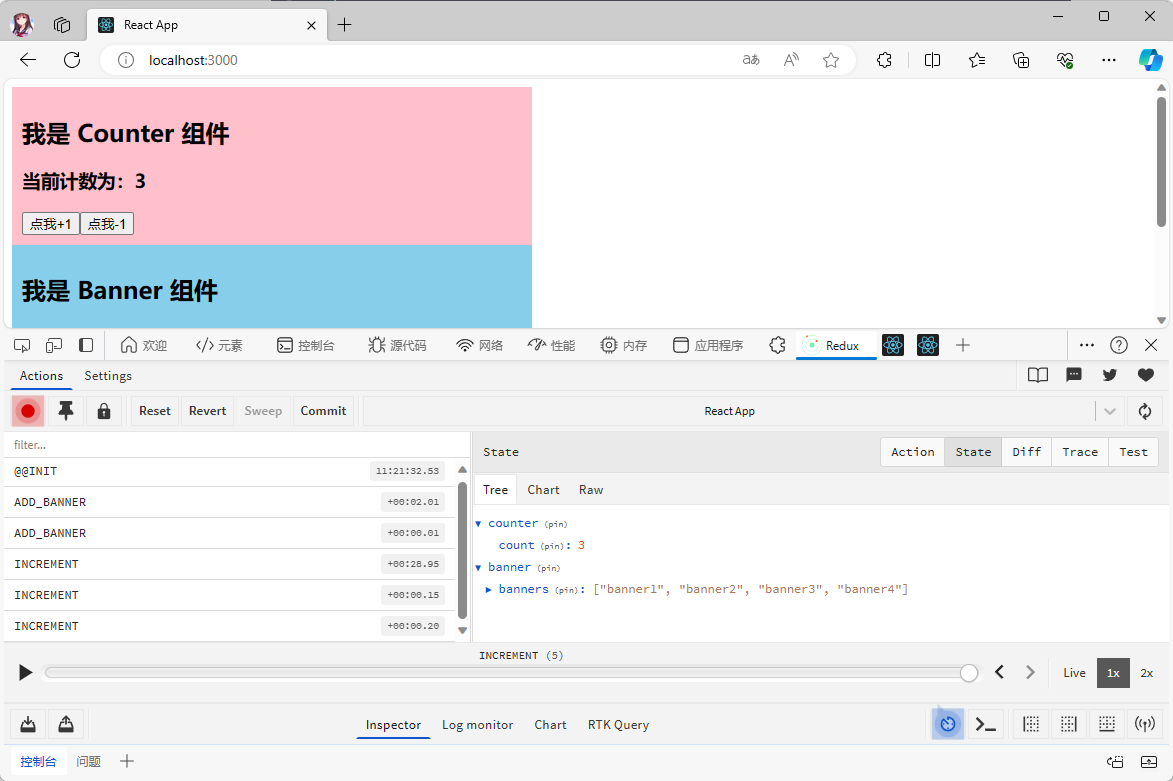 React App
localhost:3000
我是 Counter 组件
当前计数为：3
点我+1 点我-1
我是 Banner 组件
欢迎 元素 控制台 源代码 网络 性能 内存 应用程序 Redux
Actions Settings
Reset Revert Sweep Commit React App
filter...
State Action State Diff Trace Test
@@INIT 11:21:32.53
Tree Chart Raw
ADD_BANNER +00:02.01
counter (pin)
ADD_BANNER +00:00.01
count (pin): 3
INCREMENT +00:28.95
banner (pin)
INCREMENT +00:00.15
banners (pin): ["banner1", "banner2", "banner3", "banner4"]
INCREMENT +00:00.20
INCREMENT (5)
Live 1x 2x
Inspector Log monitor Chart RTK Query
控制台 问题